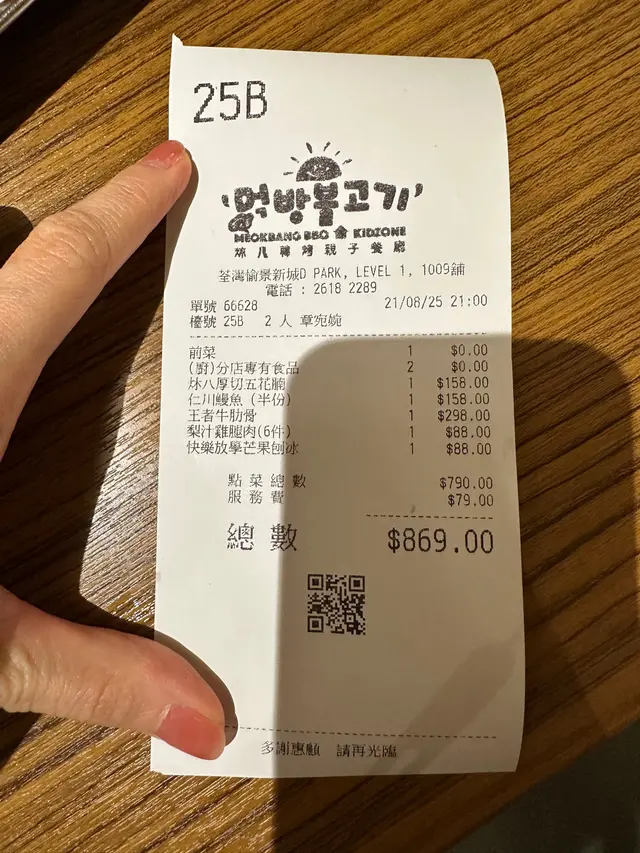 25B
'먹방불고기'
MEOKBANG BBQ KIDZONE
炑八韓烤親子餐廳
荃灣愉景新城D PARK, LEVEL 1, 1009舖
電話 : 2618 2289
單號 66628 21/08/25 21:00
檯號 25B 2 人 章宛婉
前菜 1 $0.00
(廚)分店專有食品 2 $0.00
炑八厚切五花腩 1 $158.00
仁川鰻魚(半份) 1 $158.00
王者牛肋骨 1 $298.00
梨汁雞腿肉(6件) 1 $88.00
快樂放學芒果刨冰 1 $88.00
點菜總數 $790.00
服務費 $79.00
總數 $869.00
多謝惠顧 請再光臨